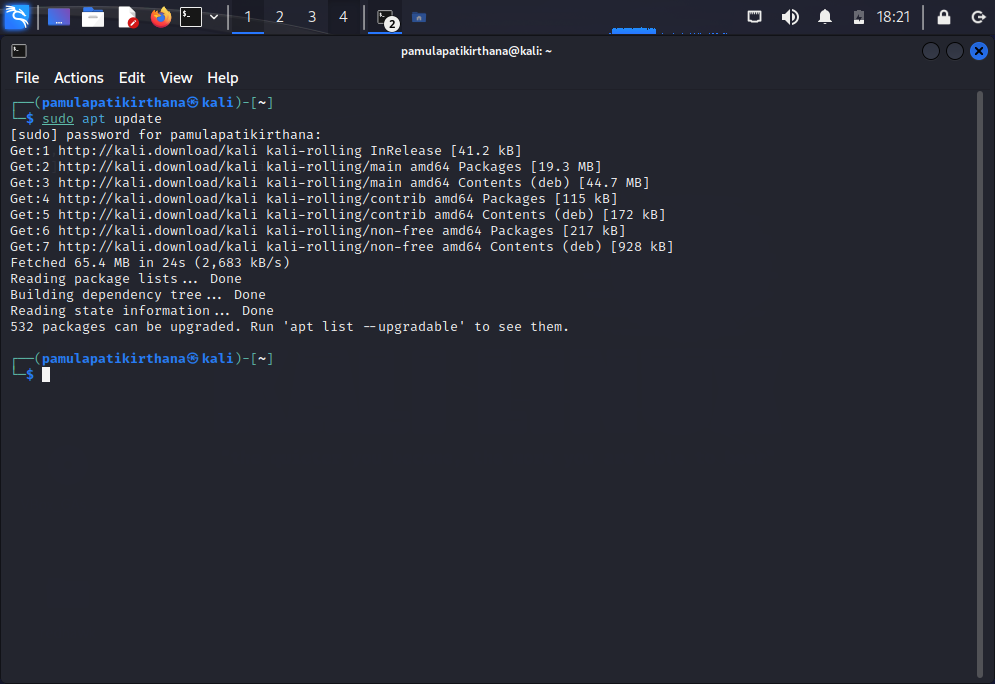 1 2 3 4 2 18:21
pamulapatikirthana@kali: ~
File Actions Edit View Help
┌──(pamulapatikirthana㉿kali)-[~]
└─$ sudo apt update
[sudo] password for pamulapatikirthana:
Get:1 http://kali.download/kali kali-rolling InRelease [41.2 kB]
Get:2 http://kali.download/kali kali-rolling/main amd64 Packages [19.3 MB]
Get:3 http://kali.download/kali kali-rolling/main amd64 Contents (deb) [44.7 MB]
Get:4 http://kali.download/kali kali-rolling/contrib amd64 Packages [115 kB]
Get:5 http://kali.download/kali kali-rolling/contrib amd64 Contents (deb) [172 kB]
Get:6 http://kali.download/kali kali-rolling/non-free amd64 Packages [217 kB]
Get:7 http://kali.download/kali kali-rolling/non-free amd64 Contents (deb) [928 kB]
Fetched 65.4 MB in 24s (2,683 kB/s)
Reading package lists... Done
Building dependency tree... Done
Reading state information... Done
532 packages can be upgraded. Run 'apt list --upgradable' to see them.
┌──(pamulapatikirthana㉿kali)-[~]
└─$